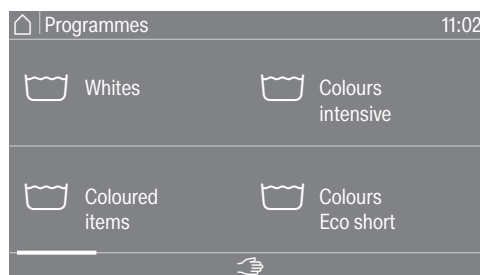 Programmes 11:02
Whites
Colours
intensive
Coloured
items
Colours
Eco short